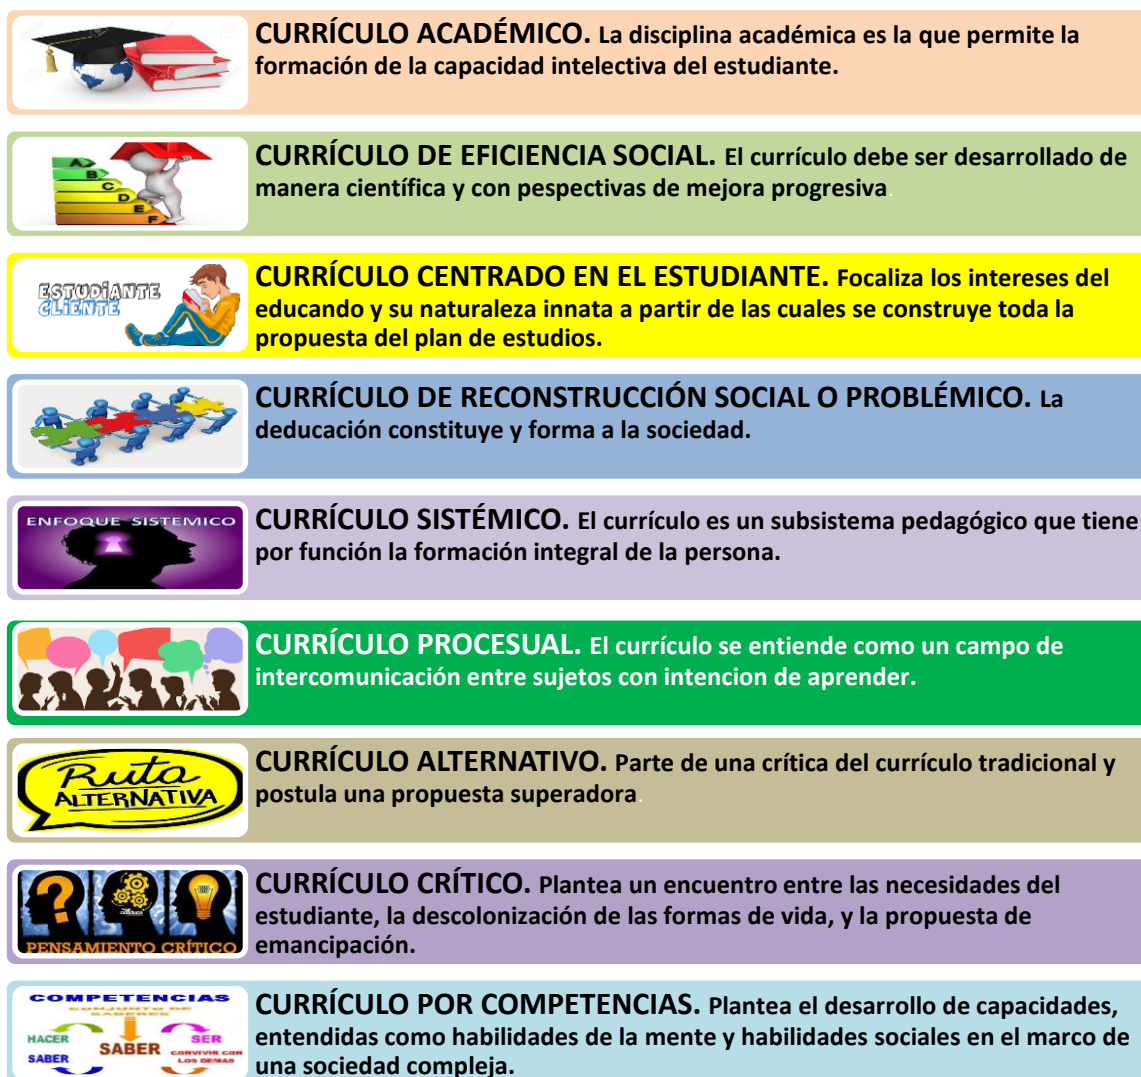 CURRÍCULO ACADÉMICO. La disciplina académica es la que permite la
formación de la capacidad intelectiva del estudiante.
A
B
C
D
E
F
CURRÍCULO DE EFICIENCIA SOCIAL. El currículo debe ser desarrollado de
manera científica y con pespectivas de mejora progresiva.
ESTUDIANTE
CLIENTE
CURRÍCULO CENTRADO EN EL ESTUDIANTE. Focaliza los intereses del
educando y su naturaleza innata a partir de las cuales se construye toda la
propuesta del plan de estudios.
CURRÍCULO DE RECONSTRUCCIÓN SOCIAL O PROBLÉMICO. La
deducación constituye y forma a la sociedad.
ENFOQUE SISTEMICO
CURRÍCULO SISTÉMICO. El currículo es un subsistema pedagógico que tiene
por función la formación integral de la persona.
CURRÍCULO PROCESUAL. El currículo se entiende como un campo de
intercomunicación entre sujetos con intencion de aprender.
Ruta
ALTERNATIVA
CURRÍCULO ALTERNATIVO. Parte de una crítica del currículo tradicional y
postula una propuesta superadora.
PENSAMIENTO CRÍTICO
CURRÍCULO CRÍTICO. Plantea un encuentro entre las necesidades del
estudiante, la descolonización de las formas de vida, y la propuesta de
emancipación.
COMPETENCIAS
CONJUNTO DE
SABERES
HACER
SABER
SABER
SER
CONVIVIR CON
LOS DEMAS
CURRÍCULO POR COMPETENCIAS. Plantea el desarrollo de capacidades,
entendidas como habilidades de la mente y habilidades sociales en el marco de
una sociedad compleja.